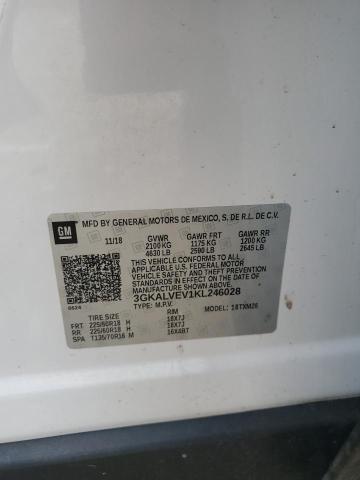 GM
MFD BY GENERAL MOTORS DE MEXICO, S. DE R.L. DE C.V.
11/18 GVWR GAWR FRT GAWR RR
2100 KG 1175 KG 1200 KG
4630 LB 2590 LB 2645 LB
THIS VEHICLE CONFORMS TO ALL
APPLICABLE U.S. FEDERAL MOTOR
VEHICLE SAFETY, BUMPER, AND
THEFT PREVENTION STANDARDS
IN EFFECT ON THE DATE OF
MANUFACTURE SHOWN ABOVE.
3GKALVEV1KL246028
TYPE: M.P.V. MODEL: 18TXM26
TIRE SIZE RIM
FRT 225/60R18 H 18X7J
RR 225/60R18 H 18X7J
SPA T135/70R16 M 16X4BT